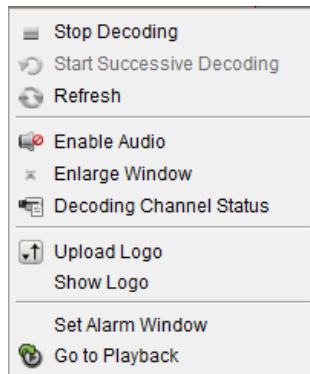 Stop Decoding
Start Successive Decoding
Refresh
Enable Audio
Enlarge Window
Decoding Channel Status
Upload Logo
Show Logo
Set Alarm Window
Go to Playback